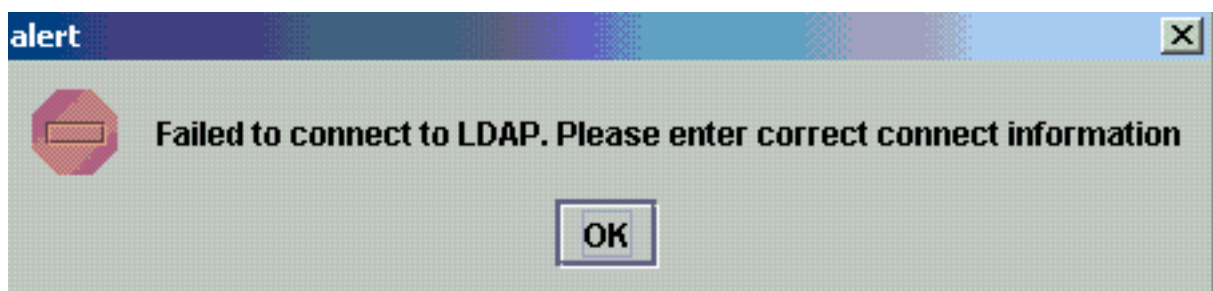 alert
Failed to connect to LDAP. Please enter correct connect information
OK